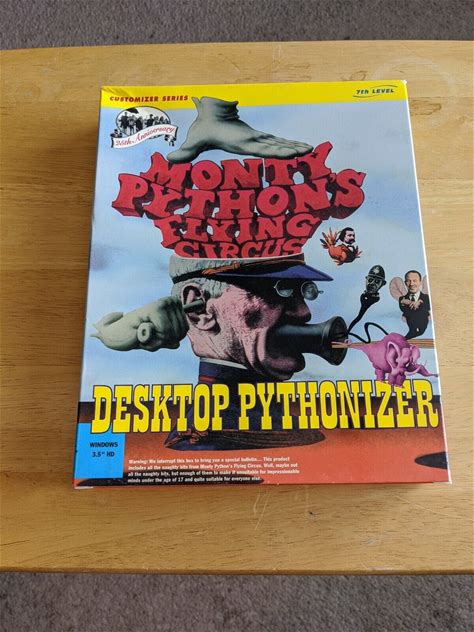 CUSTOMIZER SERIES
7th LEVEL
26th Anniversary
MONTY
PYTHON'S
FLYING
CIRCUS
DESKTOP PYTHONIZER
WINDOWS
3.5" HD
Warning: We interrupt this box to bring you a special bulletin... This product
includes all the naughty bits from Monty Python's Flying Circus. Well, maybe not
all the naughty bits, but enough of them to make it unsuitable for impressionable
minds under the age of 17 and quite suitable for everyone else.